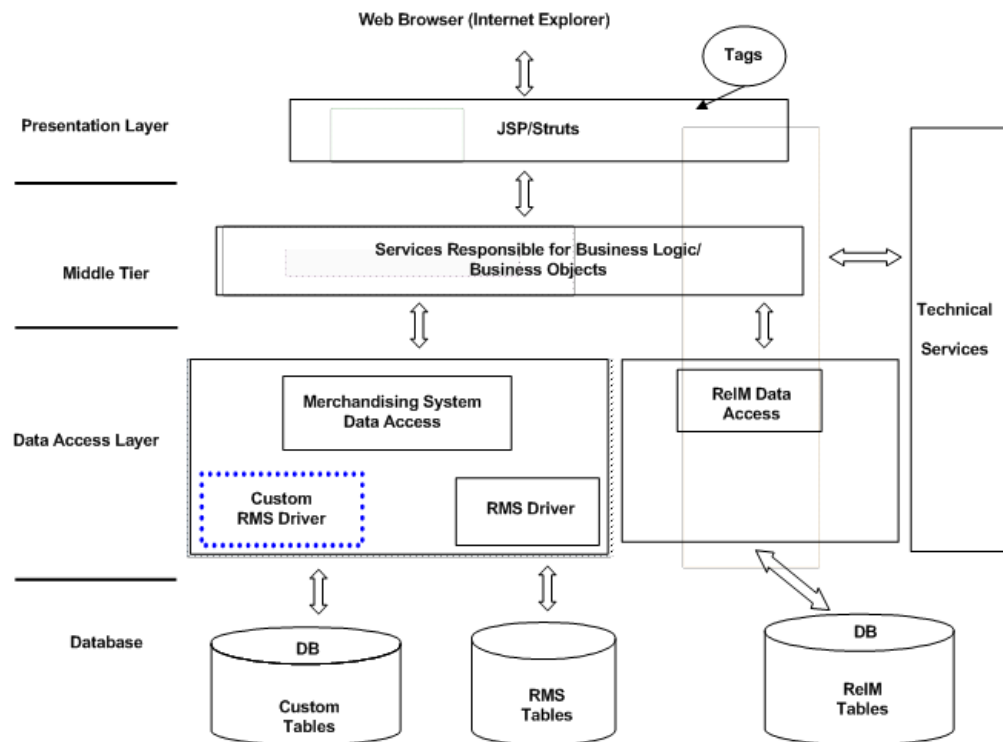 Web Browser (Internet Explorer)
Tags
Presentation Layer
JSP/Struts
Services Responsible for Business Logic/
Business Objects
Middle Tier
Technical
Services
Merchandising System
Data Access
ReIM Data
Access
Data Access Layer
Custom
RMS Driver
RMS Driver
Database
DB
Custom
Tables
RMS
Tables
DB
ReIM
Tables